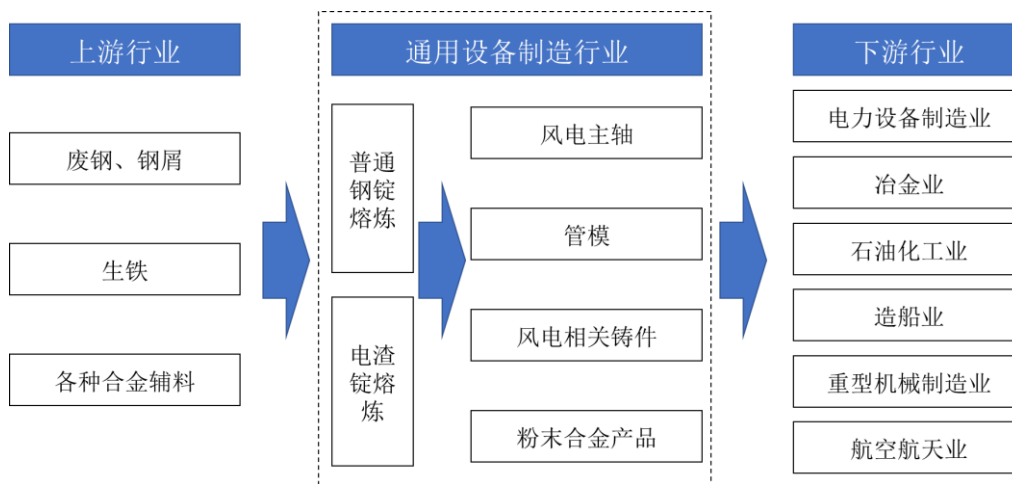 上游行业
废钢、钢屑
生铁
各种合金辅料
通用设备制造行业
普通
钢锭
熔炼
电渣
锭熔
炼
风电主轴
管模
风电相关铸件
粉末合金产品
下游行业
电力设备制造业
冶金业
石油化工业
造船业
重型机械制造业
航空航天业